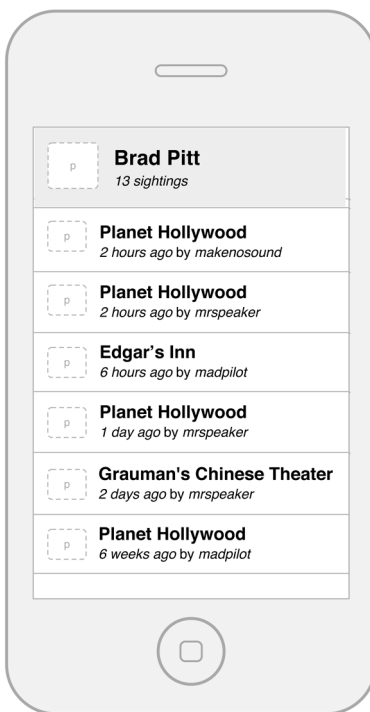 p
Brad Pitt
13 sightings
p
Planet Hollywood
2 hours ago by makenosound
p
Planet Hollywood
2 hours ago by mrspeaker
p
Edgar's Inn
6 hours ago by madpilot
p
Planet Hollywood
1 day ago by mrspeaker
p
Grauman's Chinese Theater
2 days ago by mrspeaker
p
Planet Hollywood
6 weeks ago by madpilot